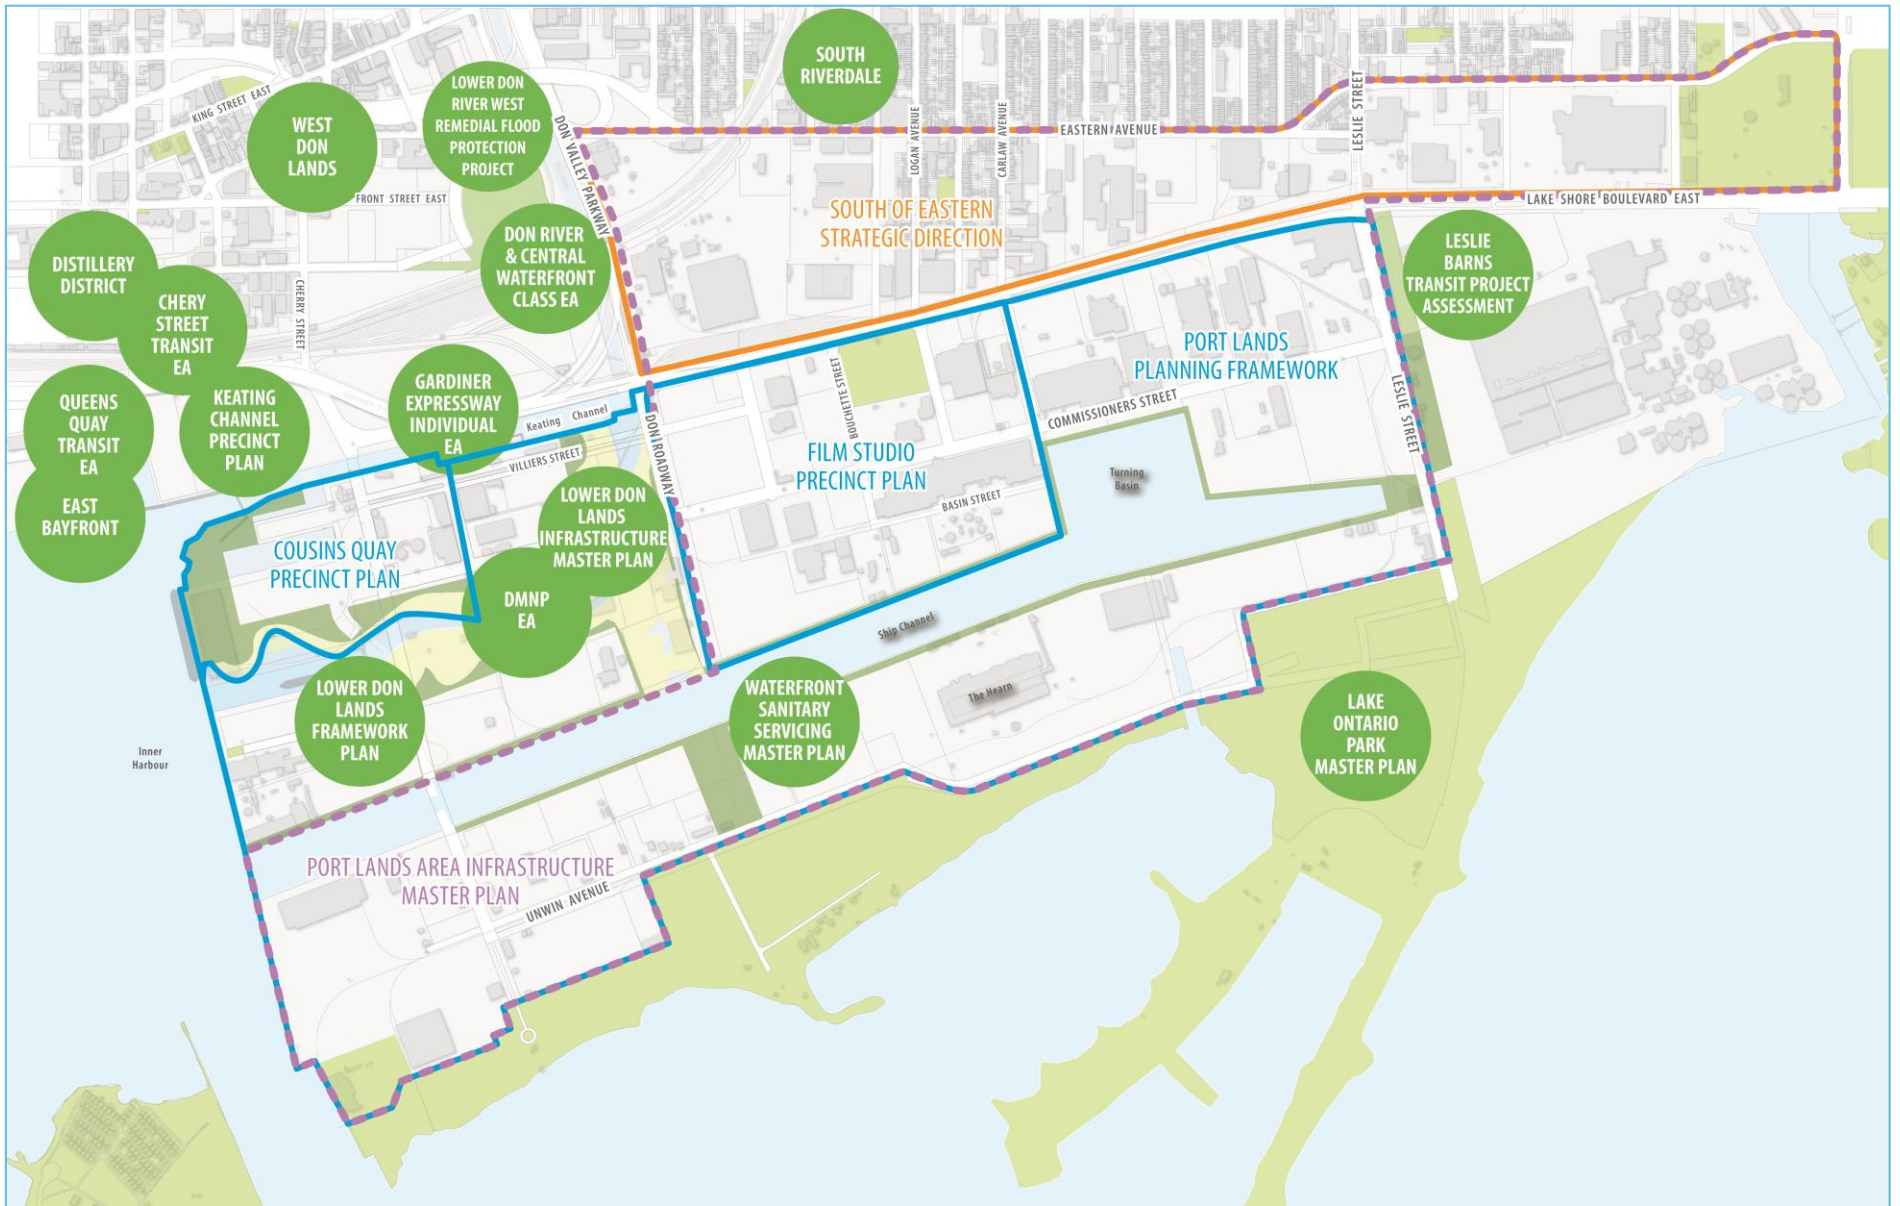 SOUTH
RIVERDALE
LOWER DON
RIVER WEST
REMEDIAL FLOOD
PROTECTION
PROJECT
KING STREET EAST
WEST
DON
LANDS
DON VALLEY PARKWAY
LOGAN AVENUE
CARLAW AVENUE
EASTERN AVENUE
LESLIE STREET
FRONT STREET EAST
SOUTH OF EASTERN
STRATEGIC DIRECTION
LAKE SHORE BOULEVARD EAST
DON RIVER
& CENTRAL
WATERFRONT
CLASS EA
LESLIE
BARNS
TRANSIT PROJECT
ASSESSMENT
DISTILLERY
DISTRICT
CHERY
STREET
TRANSIT
EA
CHERRY STREET
PORT LANDS
PLANNING FRAMEWORK
QUEENS
QUAY
TRANSIT
EA
KEATING
CHANNEL
PRECINCT
PLAN
GARDINER
EXPRESSWAY
INDIVIDUAL
EA
Keating Channel
VILLIERS STREET
DON ROADWAY
BOUCHETTE STREET
COMMISSIONERS STREET
LESLIE STREET
FILM STUDIO
PRECINCT PLAN
Turning
Basin
BASIN STREET
EAST
BAYFRONT
LOWER DON
LANDS
INFRASTRUCTURE
MASTER PLAN
COUSINS QUAY
PRECINCT PLAN
DMNP
EA
Ship Channel
LOWER DON
LANDS
FRAMEWORK
PLAN
WATERFRONT
SANITARY
SERVICING
MASTER PLAN
The Hearn
LAKE
ONTARIO
PARK
MASTER PLAN
Inner
Harbour
PORT LANDS AREA INFRASTRUCTURE
MASTER PLAN
UNWIN AVENUE